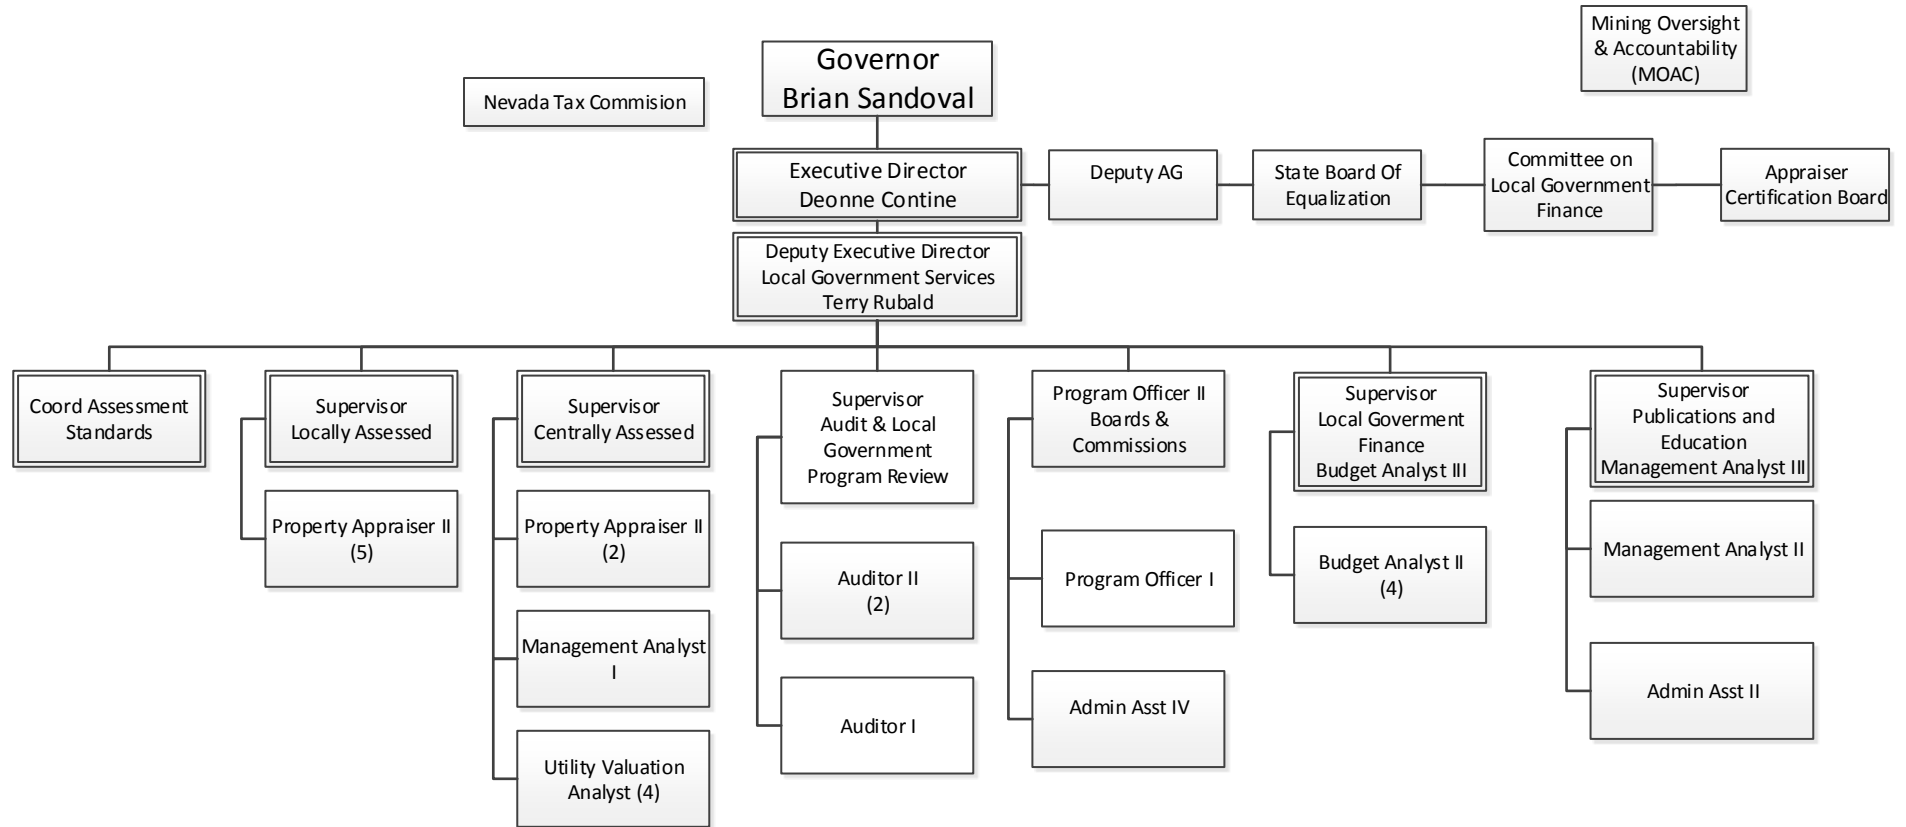 Mining Oversight
& Accountability
(MOAC)
Governor
Brian Sandoval
Nevada Tax Commision
Executive Director
Deonne Contine
Deputy AG
State Board Of
Equalization
Committee on
Local Government
Finance
Appraiser
Certification Board
Deputy Executive Director
Local Government Services
Terry Rubald
Coord Assessment
Standards
Supervisor
Locally Assessed
Supervisor
Centrally Assessed
Supervisor
Audit & Local
Government
Program Review
Program Officer II
Boards &
Commissions
Supervisor
Local Goverment
Finance
Budget Analyst III
Supervisor
Publications and
Education
Management Analyst III
Property Appraiser II
(5)
Property Appraiser II
(2)
Auditor II
(2)
Program Officer I
Budget Analyst II
(4)
Management Analyst II
Management Analyst
I
Auditor I
Admin Asst IV
Admin Asst II
Utility Valuation
Analyst (4)